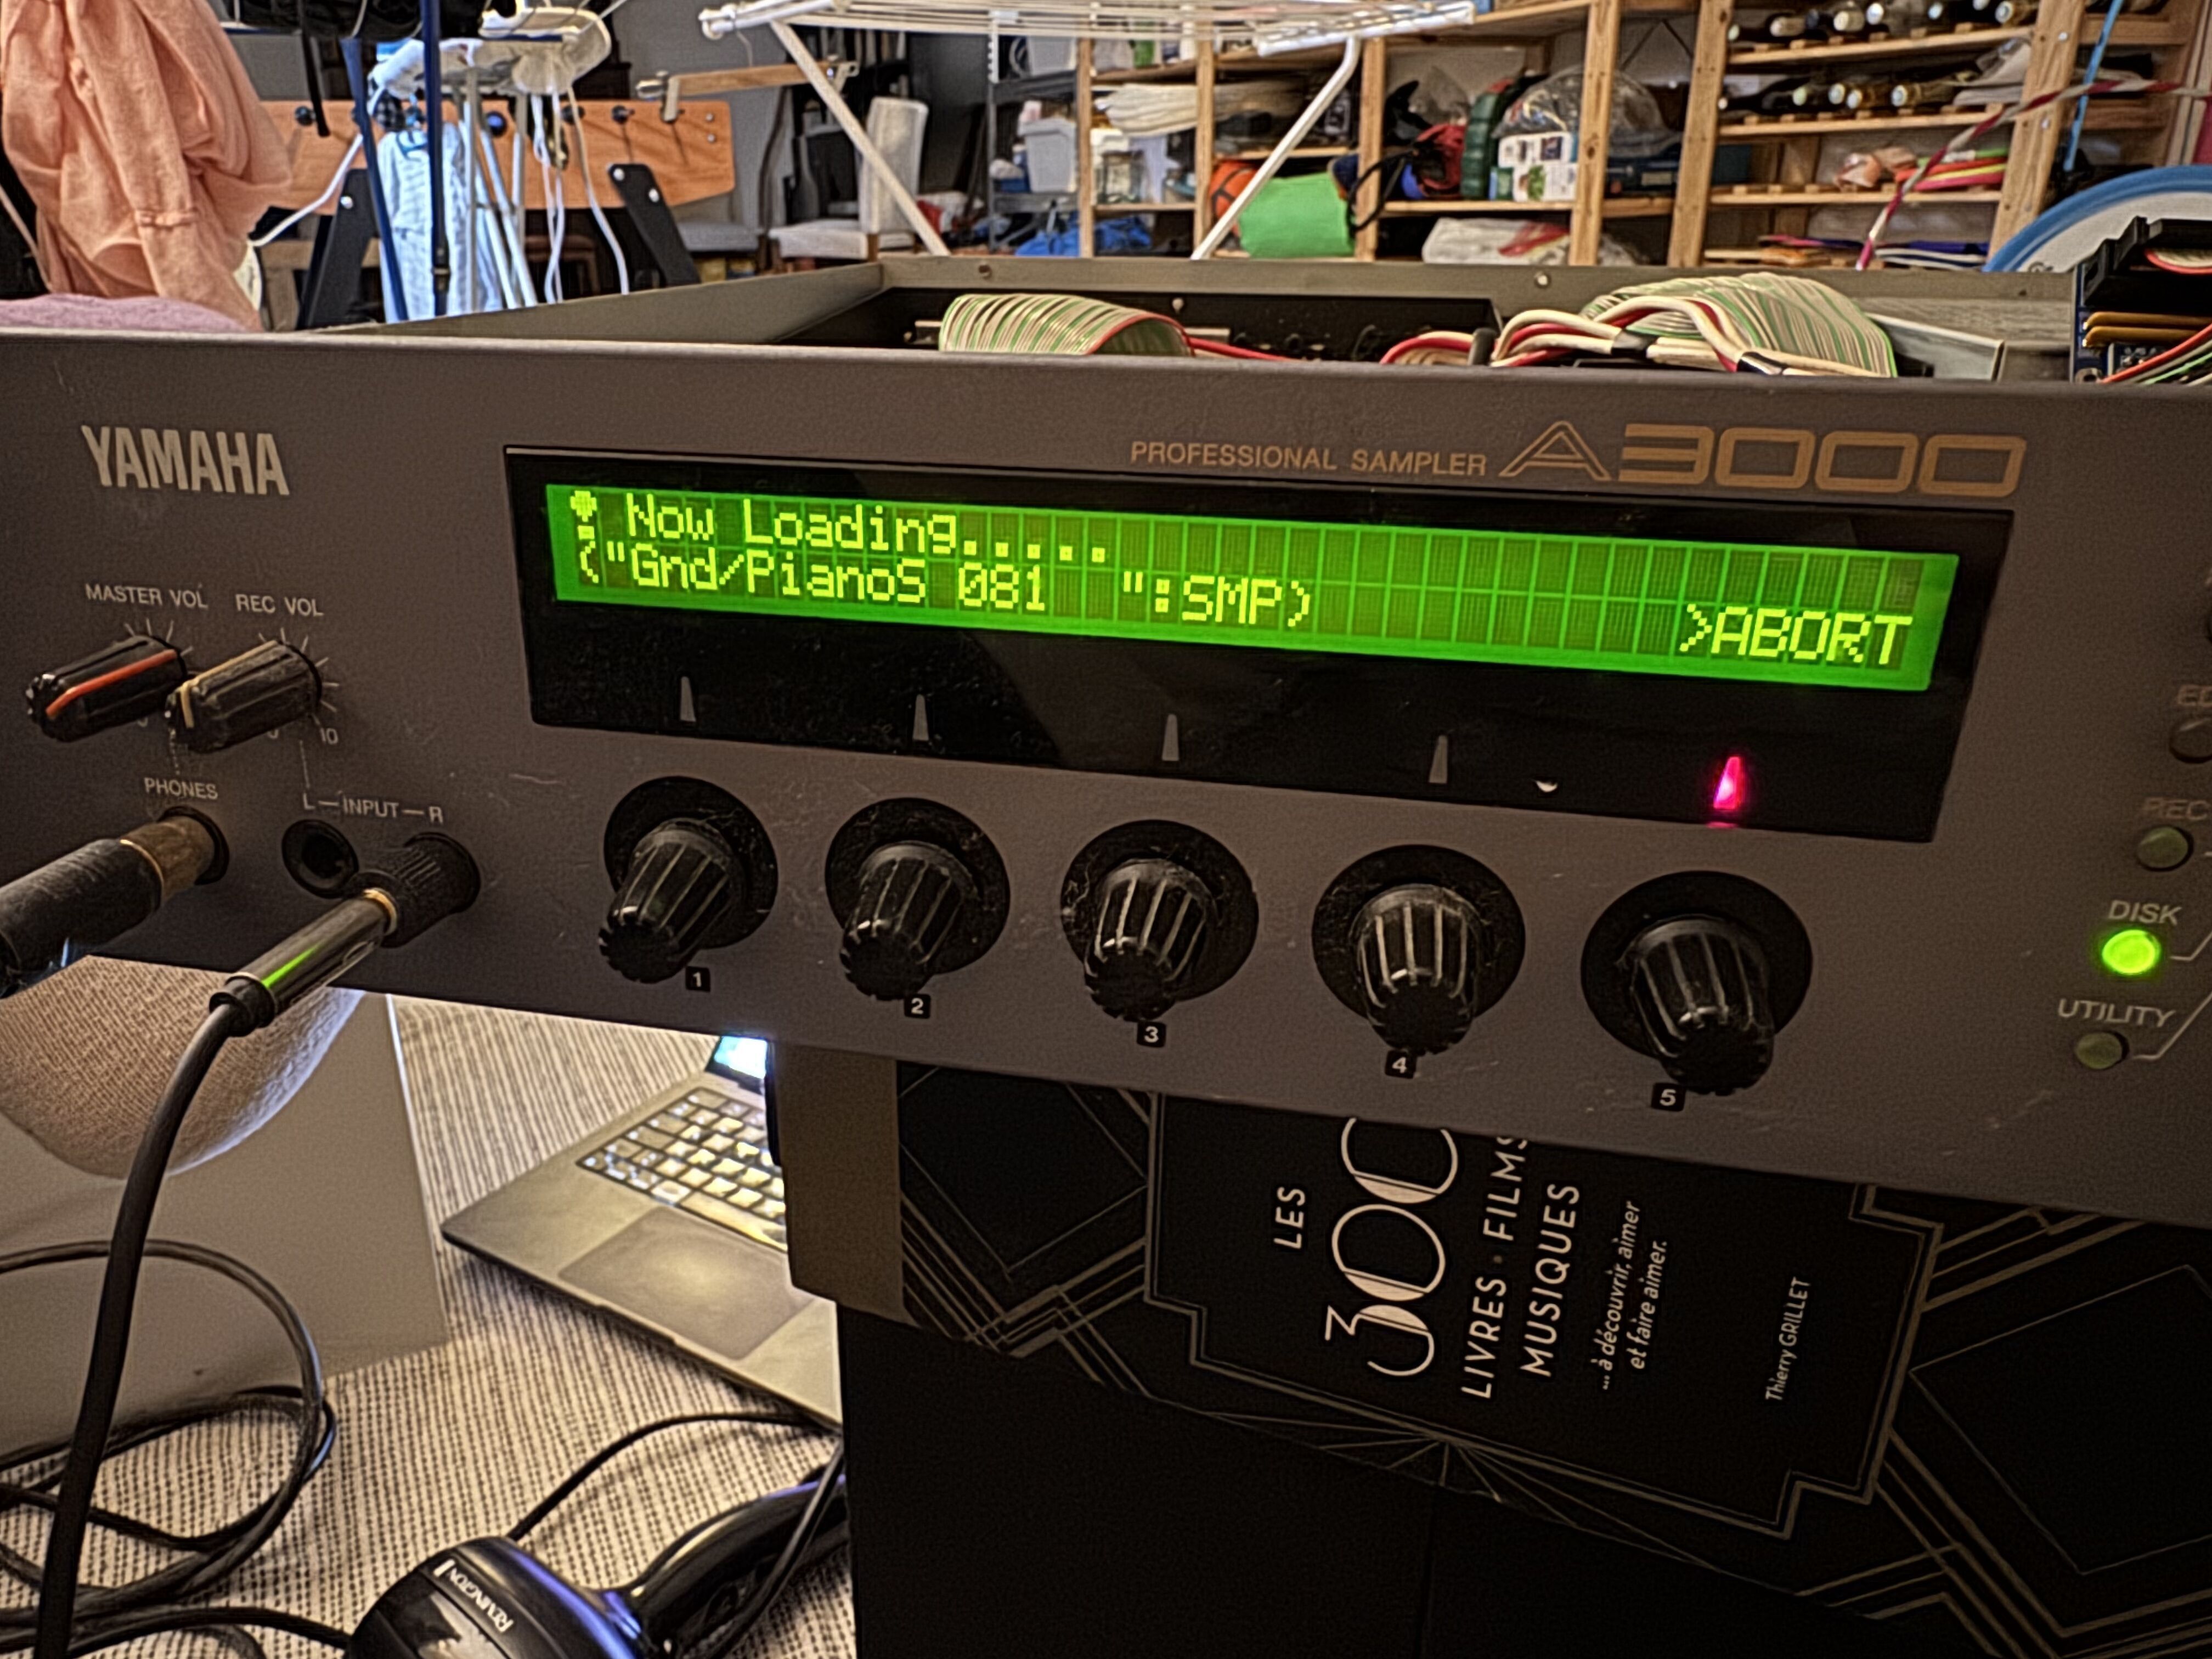 YAMAHA
PROFESSIONAL SAMPLER A3000
Now Loading.....
("Gnd/PianoS 081  ":SMP)
>ABORT
MASTER VOL
REC VOL
0
10
PHONES
L—INPUT—R
1
2
3
4
5
REC
DISK
UTILITY
LES
300
LIVRES • FILMS
MUSIQUES
... à découvrir, aimer
et faire aimer.
Thierry GRILLET
REMINGTON